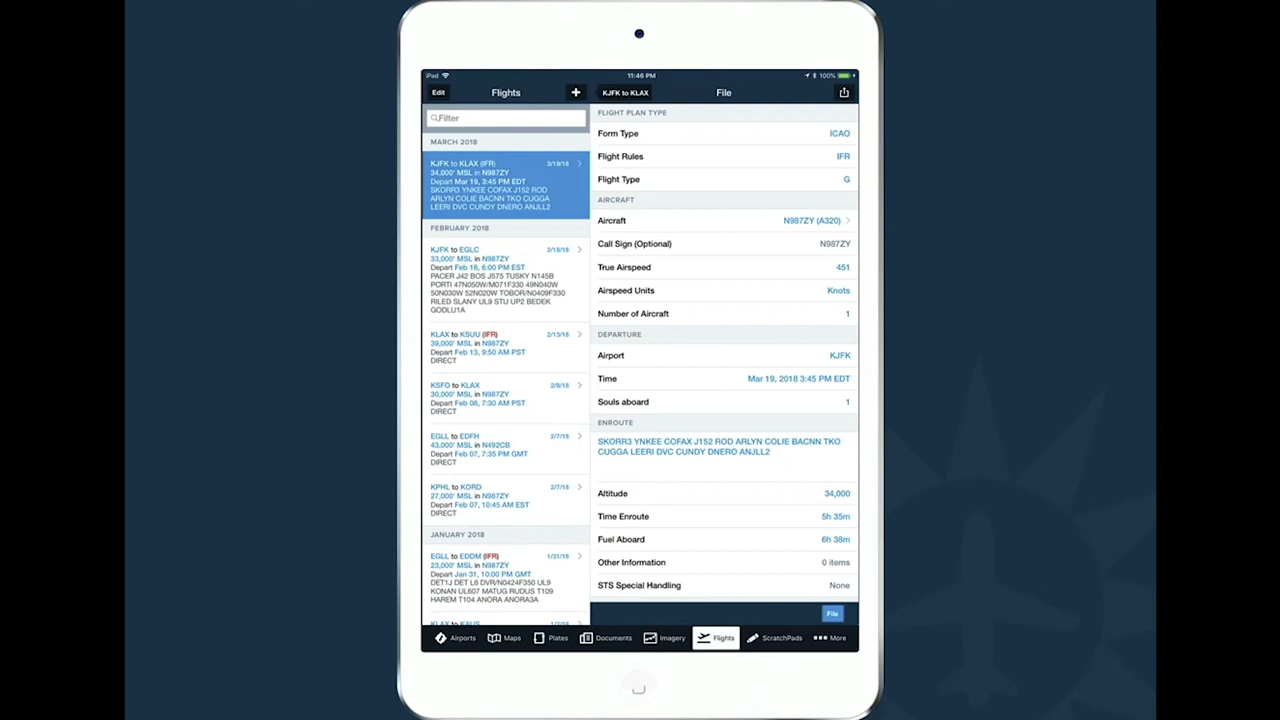 iPad 11:46 PM 100%
Edit Flights + KJFK to KLAX File
Filter
MARCH 2018
KJFK to KLAX (IFR) 3/19/18
34,000' MSL in N987ZY
Depart Mar 19, 3:45 PM EDT
SKORR3 YNKEE COFAX J152 ROD
ARLYN COLIE BACNN TKO CUGGA
LEERI DVC CUNDY DNERO ANJLL2
FEBRUARY 2018
KJFK to EGLC 2/18/18
33,000' MSL in N987ZY
Depart Feb 18, 6:00 PM EST
PACER J42 BOS J575 TUSKY N145B
PORTI 47N050W/M071F330 49N040W
50N030W 52N020W TOBOR/N0409F330
RILED SLANY UL9 STU UP2 BEDEK
GODLU1A
KLAX to KSUU (IFR) 2/13/18
39,000' MSL in N987ZY
Depart Feb 13, 9:50 AM PST
DIRECT
KSFO to KLAX 2/8/18
30,000' MSL in N987ZY
Depart Feb 08, 7:30 AM PST
DIRECT
EGLL to EDFH 2/7/18
43,000' MSL in N492CB
Depart Feb 07, 7:35 PM GMT
DIRECT
KPHL to KORD 2/7/18
27,000' MSL in N987ZY
Depart Feb 07, 10:45 AM EST
DIRECT
JANUARY 2018
EGLL to EDDM (IFR) 1/31/18
23,000' MSL in N987ZY
Depart Jan 31, 10:00 PM GMT
DET1J DET L6 DVR/N0424F350 UL9
KONAN UL607 MATUG RUDUS T109
HAREM T104 ANORA ANORA3A
FLIGHT PLAN TYPE
Form Type ICAO
Flight Rules IFR
Flight Type G
AIRCRAFT
Aircraft N987ZY (A320)
Call Sign (Optional) N987ZY
True Airspeed 451
Airspeed Units Knots
Number of Aircraft 1
DEPARTURE
Airport KJFK
Time Mar 19, 2018 3:45 PM EDT
Souls aboard 1
ENROUTE
SKORR3 YNKEE COFAX J152 ROD ARLYN COLIE BACNN TKO
CUGGA LEERI DVC CUNDY DNERO ANJLL2
Altitude 34,000
Time Enroute 5h 35m
Fuel Aboard 6h 38m
Other Information 0 items
STS Special Handling None
File
Airports Maps Plates Documents Imagery Flights ScratchPads More